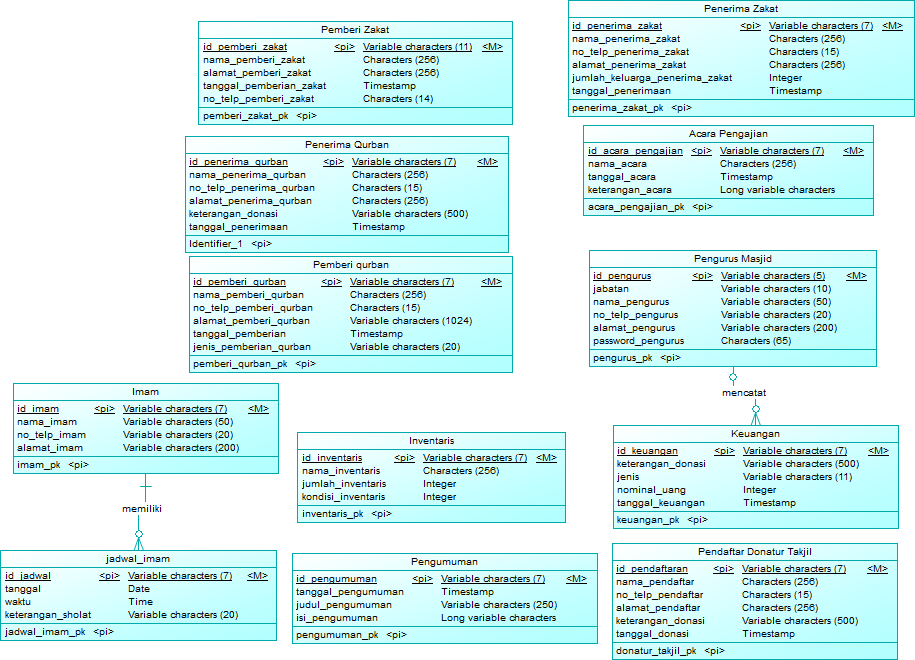 Pemberi Zakat
id_pemberi_zakat <pi> Variable characters (11) <M>
nama_pemberi_zakat Characters (256)
alamat_pemberi_zakat Characters (256)
tanggal_pemberian_zakat Timestamp
no_telp_pemberi_zakat Characters (14)
pemberi_zakat_pk <pi>
Penerima Zakat
id_penerima_zakat <pi> Variable characters (7) <M>
nama_penerima_zakat Characters (256)
no_telp_penerima_zakat Characters (15)
alamat_penerima_zakat Characters (256)
jumlah_keluarga_penerima_zakat Integer
tanggal_penerimaan Timestamp
penerima_zakat_pk <pi>
Penerima Qurban
id_penerima_qurban <pi> Variable characters (7) <M>
nama_penerima_qurban Characters (256)
no_telp_penerima_qurban Characters (15)
alamat_penerima_qurban Characters (256)
keterangan_donasi Variable characters (500)
tanggal_penerimaan Timestamp
Identifier_1 <pi>
Acara Pengajian
id_acara_pengajian <pi> Variable characters (7) <M>
nama_acara Characters (256)
tanggal_acara Timestamp
keterangan_acara Long variable characters
acara_pengajian_pk <pi>
Pemberi qurban
id_pemberi_qurban <pi> Variable characters (7) <M>
nama_pemberi_qurban Characters (256)
no_telp_pemberi_qurban Characters (15)
alamat_pemberi_qurban Variable characters (1024)
tanggal_pemberian Timestamp
jenis_pemberian_qurban Variable characters (20)
pemberi_qurban_pk <pi>
Pengurus Masjid
id_pengurus <pi> Variable characters (5) <M>
jabatan Variable characters (10)
nama_pengurus Variable characters (50)
no_telp_pengurus Variable characters (20)
alamat_pengurus Variable characters (200)
password_pengurus Characters (65)
pengurus_pk <pi>
mencatat
Imam
id_imam <pi> Variable characters (7) <M>
nama_imam Variable characters (50)
no_telp_imam Variable characters (20)
alamat_imam Variable characters (200)
imam_pk <pi>
memiliki
Inventaris
id_inventaris <pi> Variable characters (7) <M>
nama_inventaris Characters (256)
jumlah_inventaris Integer
kondisi_inventaris Integer
inventaris_pk <pi>
Keuangan
id_keuangan <pi> Variable characters (7) <M>
keterangan_donasi Variable characters (500)
jenis Variable characters (11)
nominal_uang Integer
tanggal_keuangan Timestamp
keuangan_pk <pi>
jadwal_imam
id_jadwal <pi> Variable characters (7) <M>
tanggal Date
waktu Time
keterangan_sholat Variable characters (20)
jadwal_imam_pk <pi>
Pengumuman
id_pengumuman <pi> Variable characters (7) <M>
tanggal_pengumuman Timestamp
judul_pengumuman Variable characters (250)
isi_pengumuman Long variable characters
pengumuman_pk <pi>
Pendaftar Donatur Takjil
id_pendaftaran <pi> Variable characters (7) <M>
nama_pendaftar Characters (256)
no_telp_pendaftar Characters (15)
alamat_pendaftar Characters (256)
keterangan_donasi Variable characters (500)
tanggal_donasi Timestamp
donatur_takjil_pk <pi>